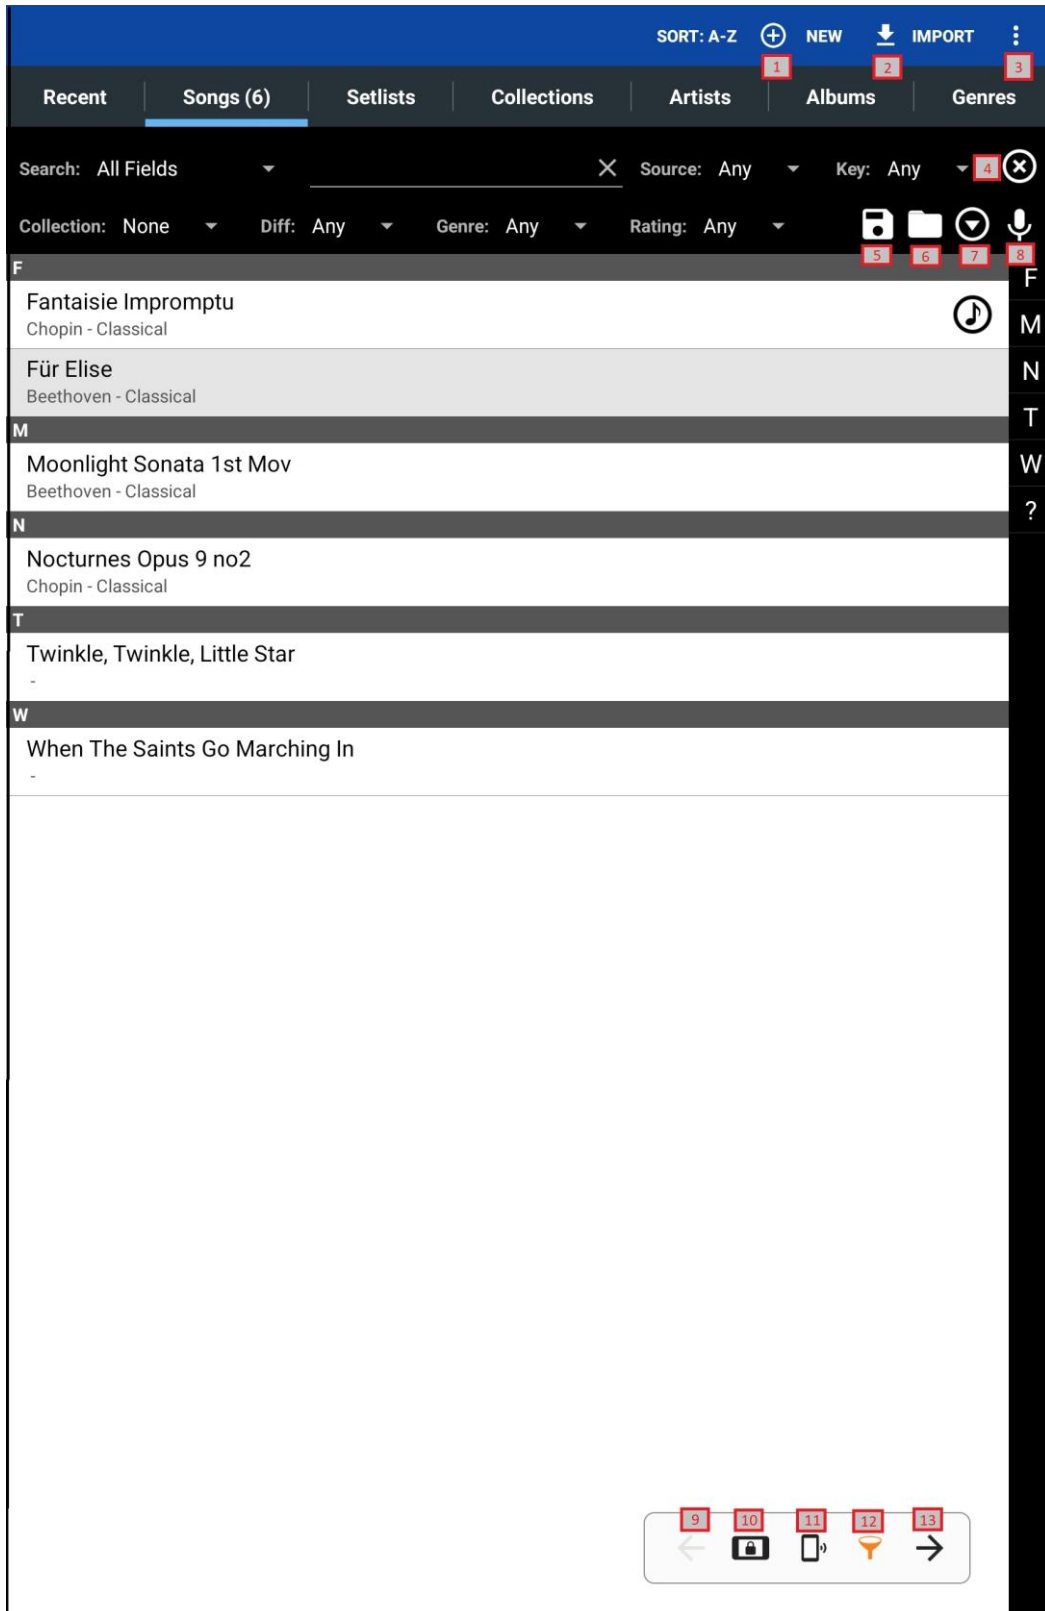 SORT: A-Z NEW IMPORT
1 2 3
Recent Songs (6) Setlists Collections Artists Albums Genres
Search: All Fields Source: Any Key: Any 4
Collection: None Diff: Any Genre: Any Rating: Any
5 6 7 8
F
F
Fantaisie Impromptu
Chopin - Classical
M
Für Elise
Beethoven - Classical
N
M
T
Moonlight Sonata 1st Mov
Beethoven - Classical
W
N
?
Nocturnes Opus 9 no2
Chopin - Classical
T
Twinkle, Twinkle, Little Star
-
W
When The Saints Go Marching In
-
9 10 11 12 13